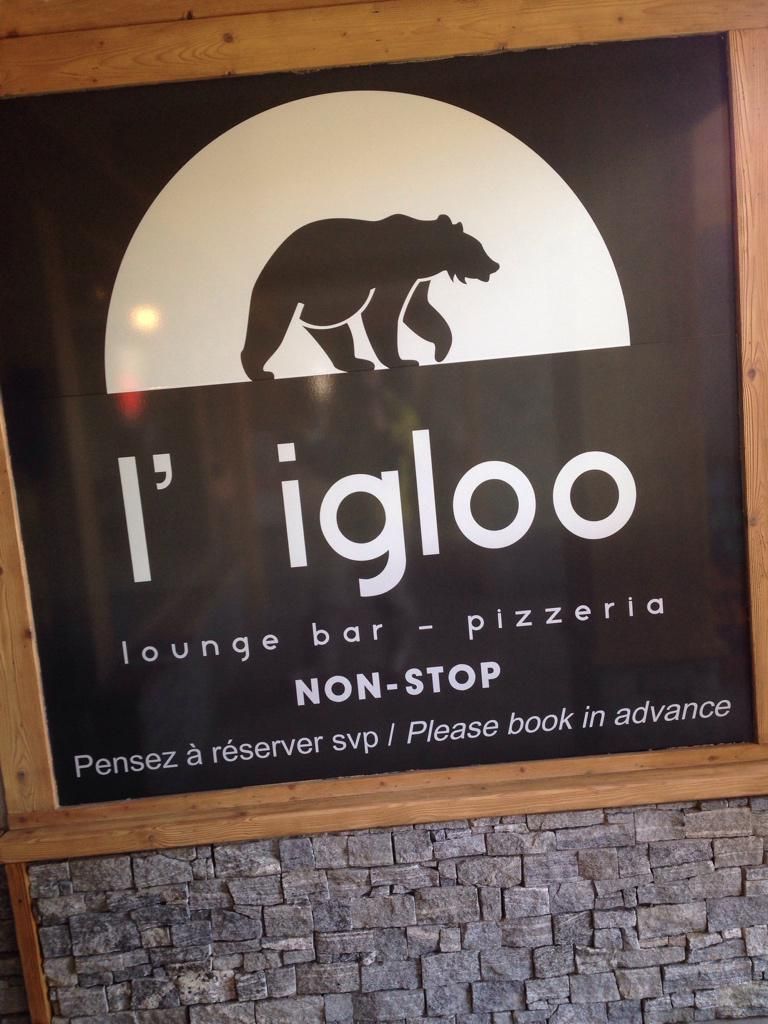 l' igloo
lounge bar - pizzeria
NON-STOP
Pensez à réserver svp / Please book in advance